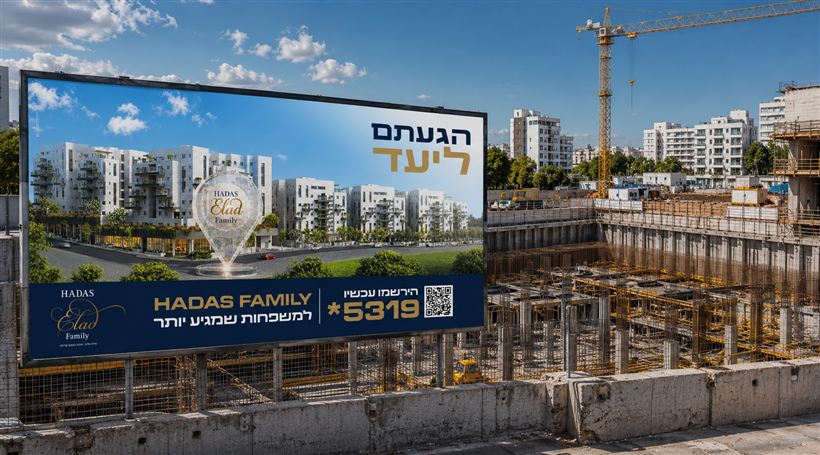 הגעתם
ליעד
HADAS
Elad
Family
HADAS
Elad
Family
HADAS FAMILY
למשפחות שמגיע יותר
הירשמו עכשיו
*5319